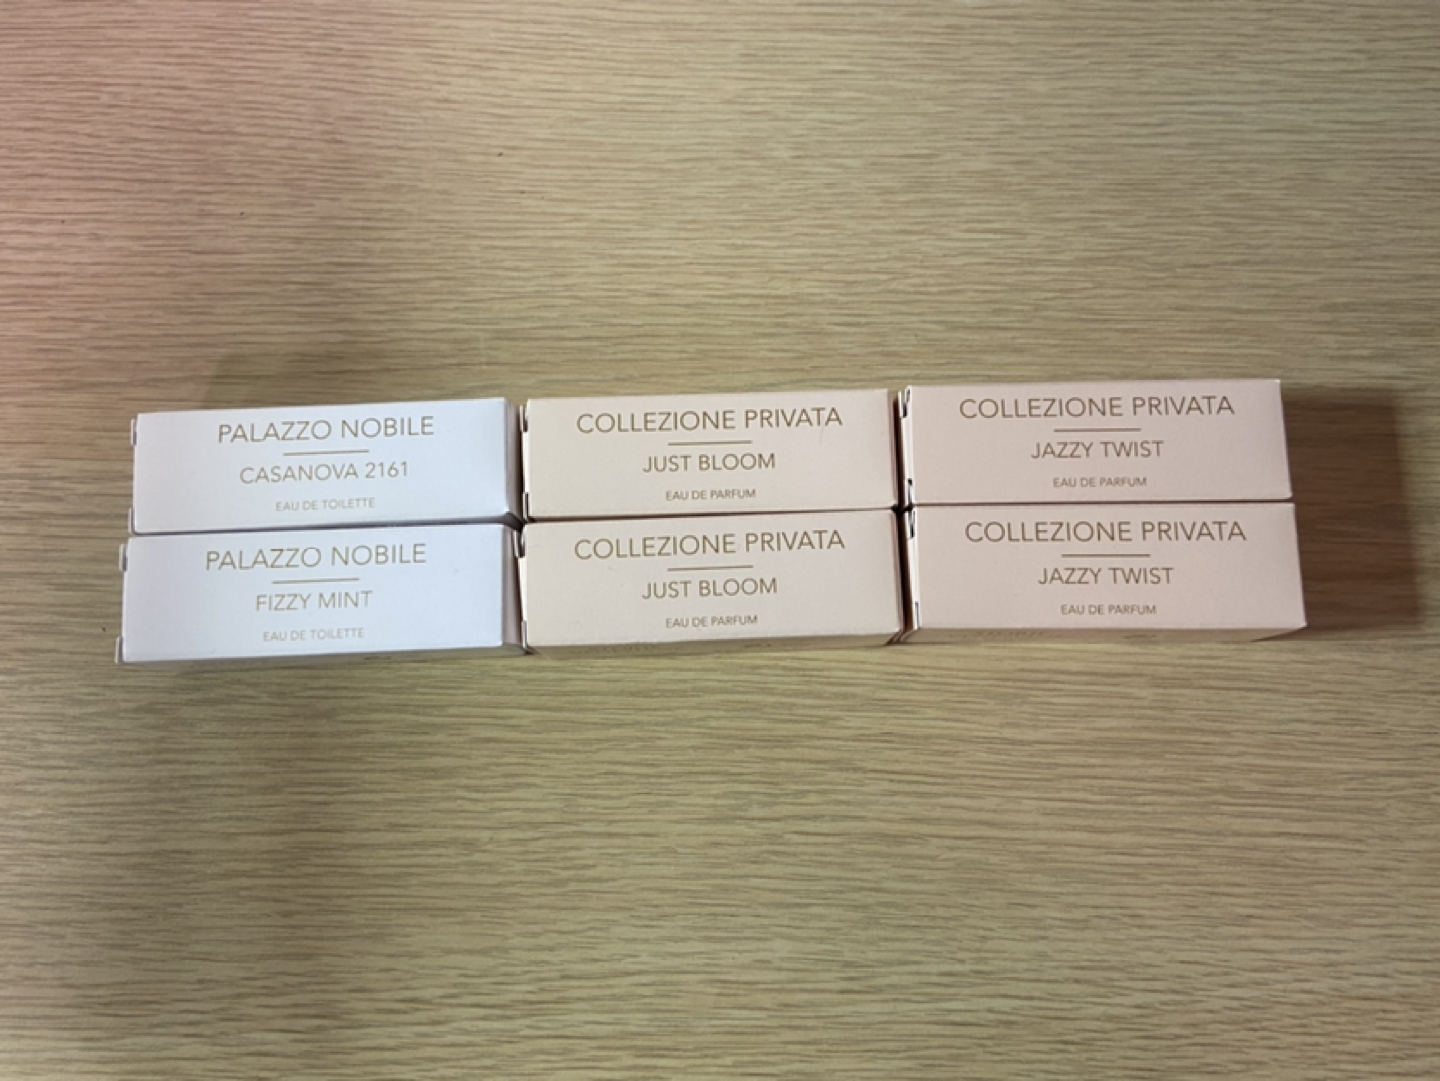 PALAZZO NOBILE
CASANOVA 2161
EAU DE TOILETTE
COLLEZIONE PRIVATA
JUST BLOOM
EAU DE PARFUM
COLLEZIONE PRIVATA
JAZZY TWIST
EAU DE PARFUM
PALAZZO NOBILE
FIZZY MINT
EAU DE TOILETTE
COLLEZIONE PRIVATA
JUST BLOOM
EAU DE PARFUM
COLLEZIONE PRIVATA
JAZZY TWIST
EAU DE PARFUM